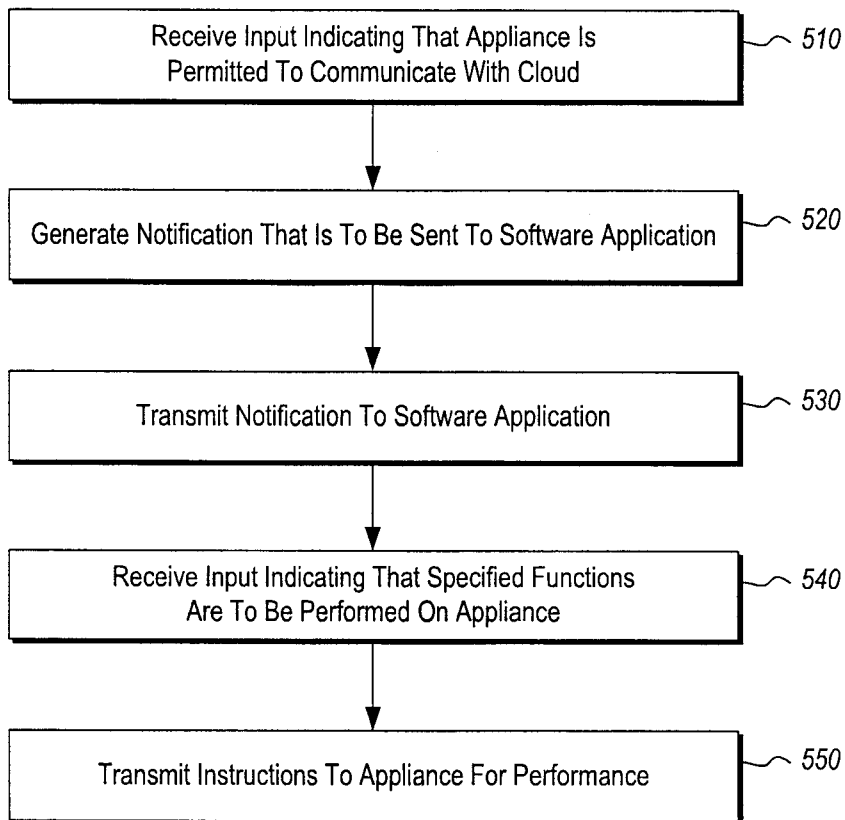 Receive Input Indicating That Appliance Is
Permitted To Communicate With Cloud
510
Generate Notification That Is To Be Sent To Software Application
520
Transmit Notification To Software Application
530
Receive Input Indicating That Specified Functions
Are To Be Performed On Appliance
540
Transmit Instructions To Appliance For Performance
550